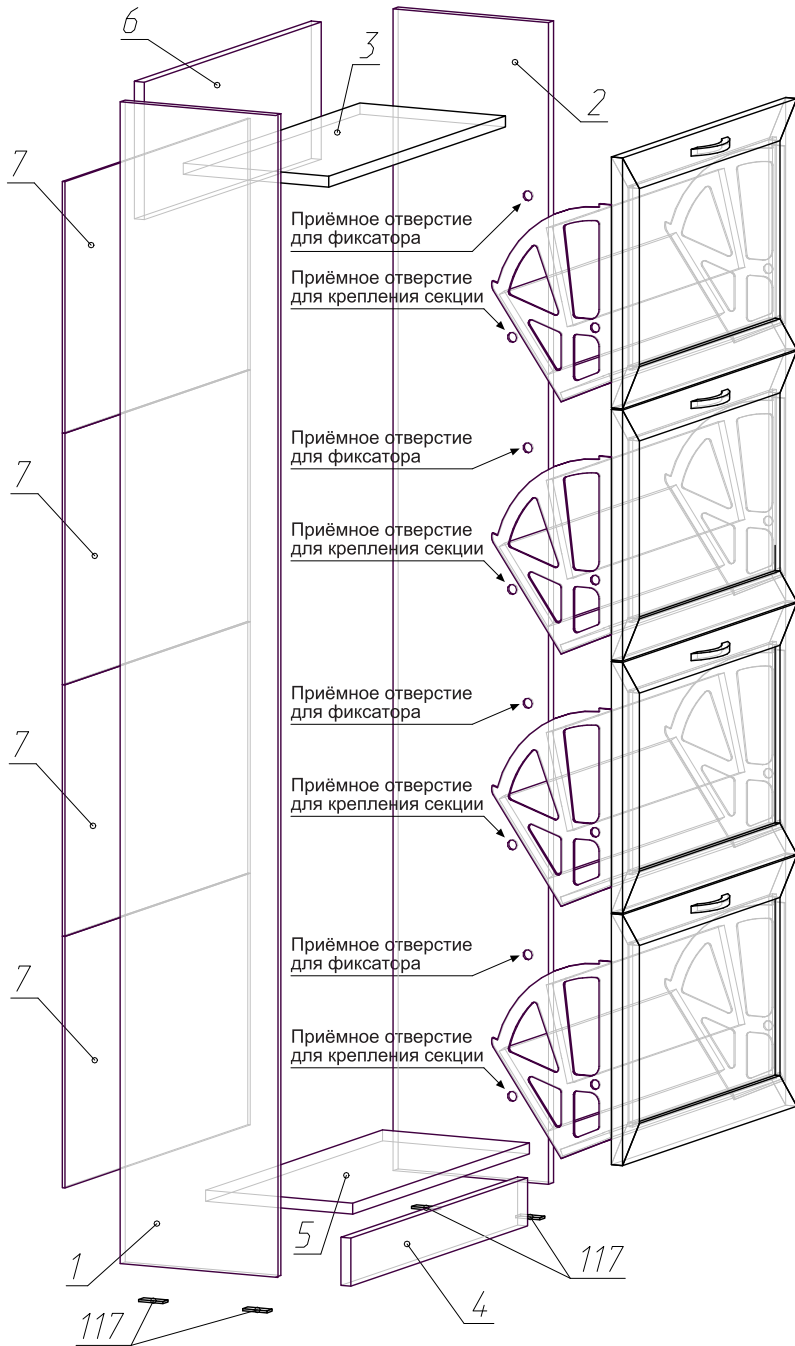 6
3
2
7
Приёмное отверстие
для фиксатора
Приёмное отверстие
для крепления секции
Приёмное отверстие
для фиксатора
7
Приёмное отверстие
для крепления секции
Приёмное отверстие
для фиксатора
7
Приёмное отверстие
для крепления секции
Приёмное отверстие
для фиксатора
7
Приёмное отверстие
для крепления секции
5
1
117
4
117